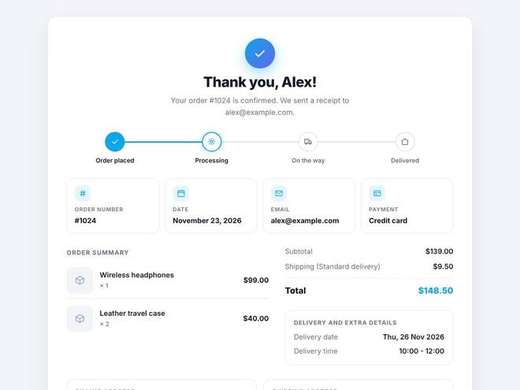 Thank you, Alex!
Your order #1024 is confirmed. We sent a receipt to
alex@example.com.
Order placed
Processing
On the way
Delivered
#
ORDER NUMBER
#1024
DATE
November 23, 2026
EMAIL
alex@example.com
PAYMENT
Credit card
ORDER SUMMARY
Wireless headphones
× 1
$99.00
Leather travel case
× 2
$40.00
Subtotal $139.00
Shipping (Standard delivery) $9.50
Total $148.50
DELIVERY AND EXTRA DETAILS
Delivery date Thu, 26 Nov 2026
Delivery time 10:00 - 12:00